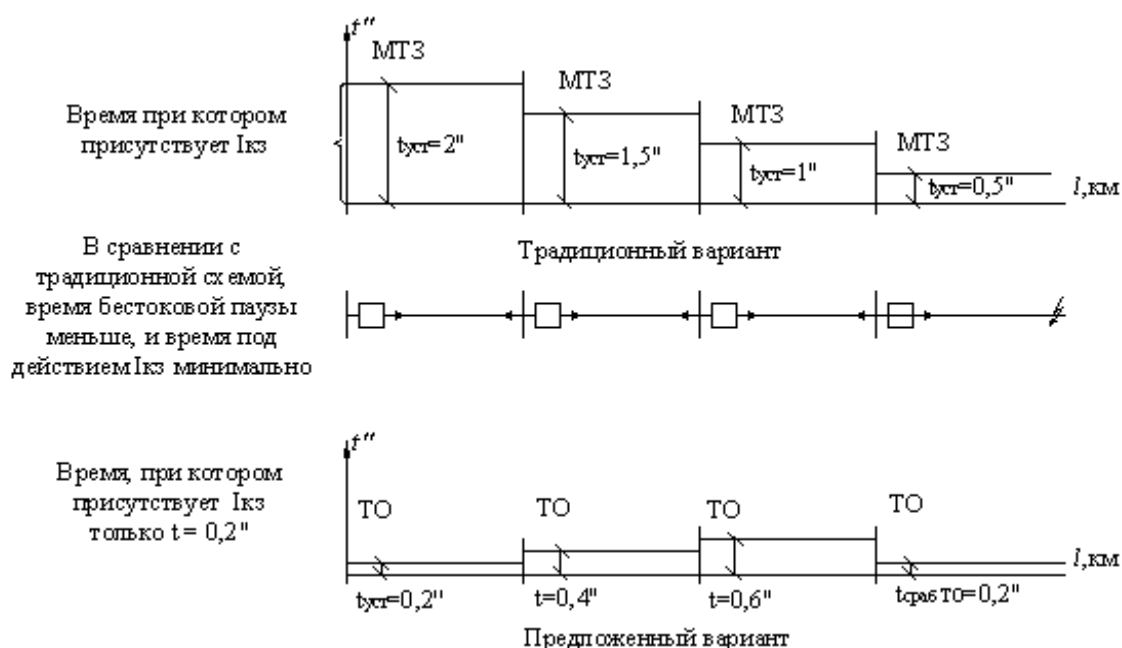 t″
МТЗ
МТЗ
МТЗ
МТЗ
Время при котором
присутствует Iкз
tуст=2"
tуст=1,5"
tуст=1"
tуст=0,5"
l,км
Традиционный вариант
В сравнении с
традиционной схемой,
время бестоковой паузы
меньше, и время под
действием Iкз минимально
t″
Время, при котором
присутствует Iкз
только t= 0,2"
ТО
ТО
ТО
ТО
l,км
tуст=0,2"
t=0,4"
t=0,6"
tсраб ТО=0,2"
Предложенный вариант